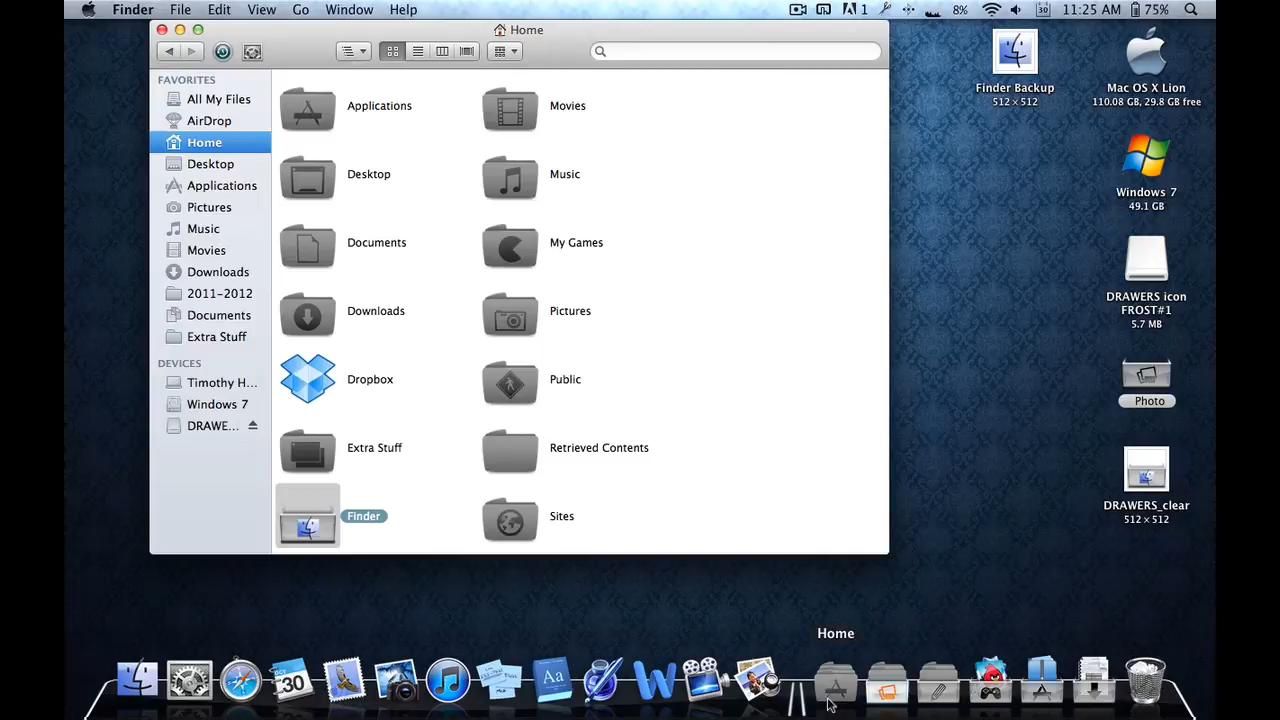 Finder File Edit View Go Window Help
1 30 8% 11:25 AM 75%
Home
FAVORITES
All My Files
AirDrop
Home
Desktop
Applications
Pictures
Music
Movies
Downloads
2011-2012
Documents
Extra Stuff
DEVICES
Timothy H...
Windows 7
DRAWE...
Applications
Movies
Desktop
Music
Documents
My Games
Downloads
Pictures
Dropbox
Public
Extra Stuff
Retrieved Contents
Finder
Sites
Finder Backup
512 × 512
Mac OS X Lion
110.08 GB, 29.8 GB free
Windows 7
49.1 GB
DRAWERS icon
FROST#1
5.7 MB
Photo
DRAWERS_clear
512 × 512
Home
30
Aa
W